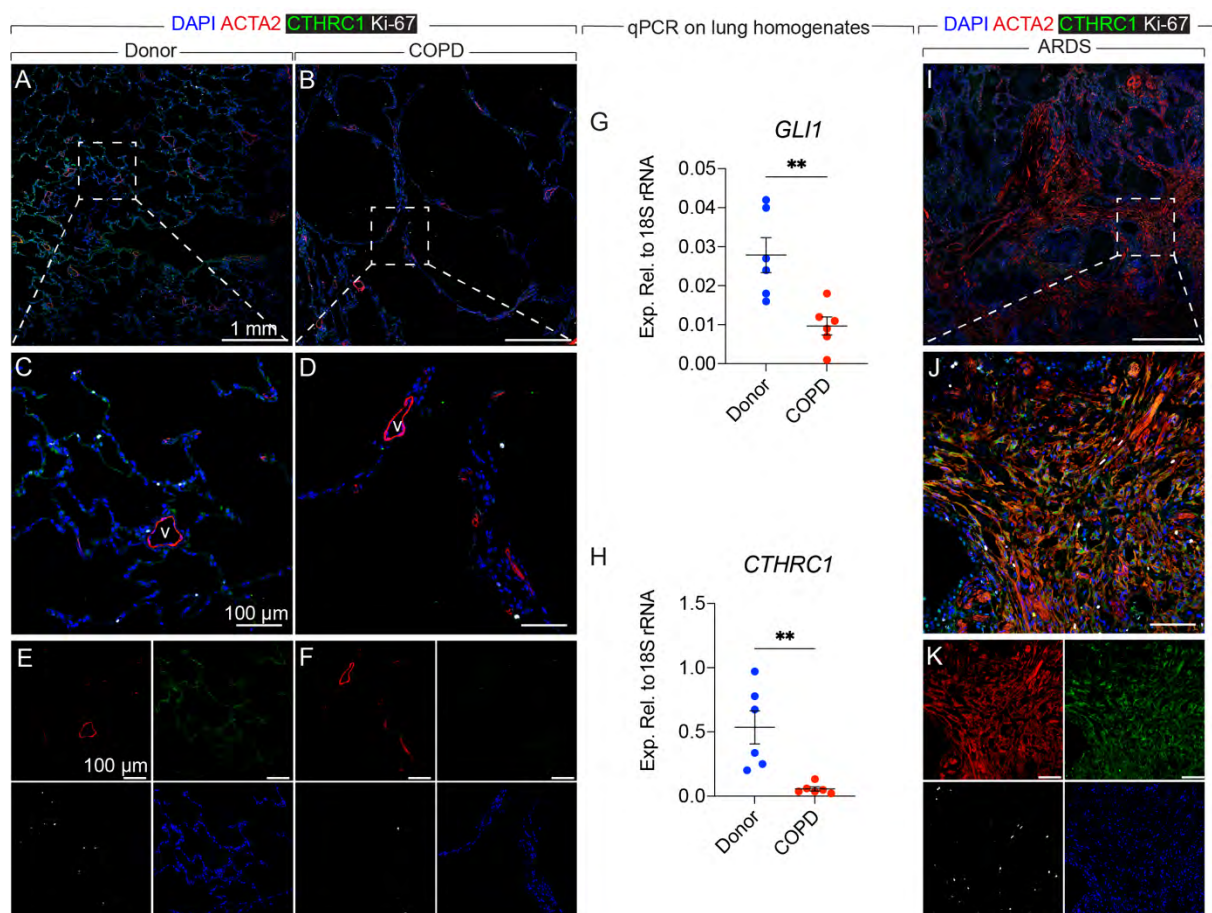 DAPI ACTA2 CTHRC1 Ki-67
Donor
COPD
A
B
1 mm
C
D
v
v
100 µm
E
F
100 µm
qPCR on lung homogenates
G
GLI1
**
Exp. Rel. to 18S rRNA
0.05
0.04
0.03
0.02
0.01
0.00
Donor
COPD
H
CTHRC1
**
Exp. Rel. to 18S rRNA
1.5
1.0
0.5
0.0
Donor
COPD
DAPI ACTA2 CTHRC1 Ki-67
ARDS
I
J
K